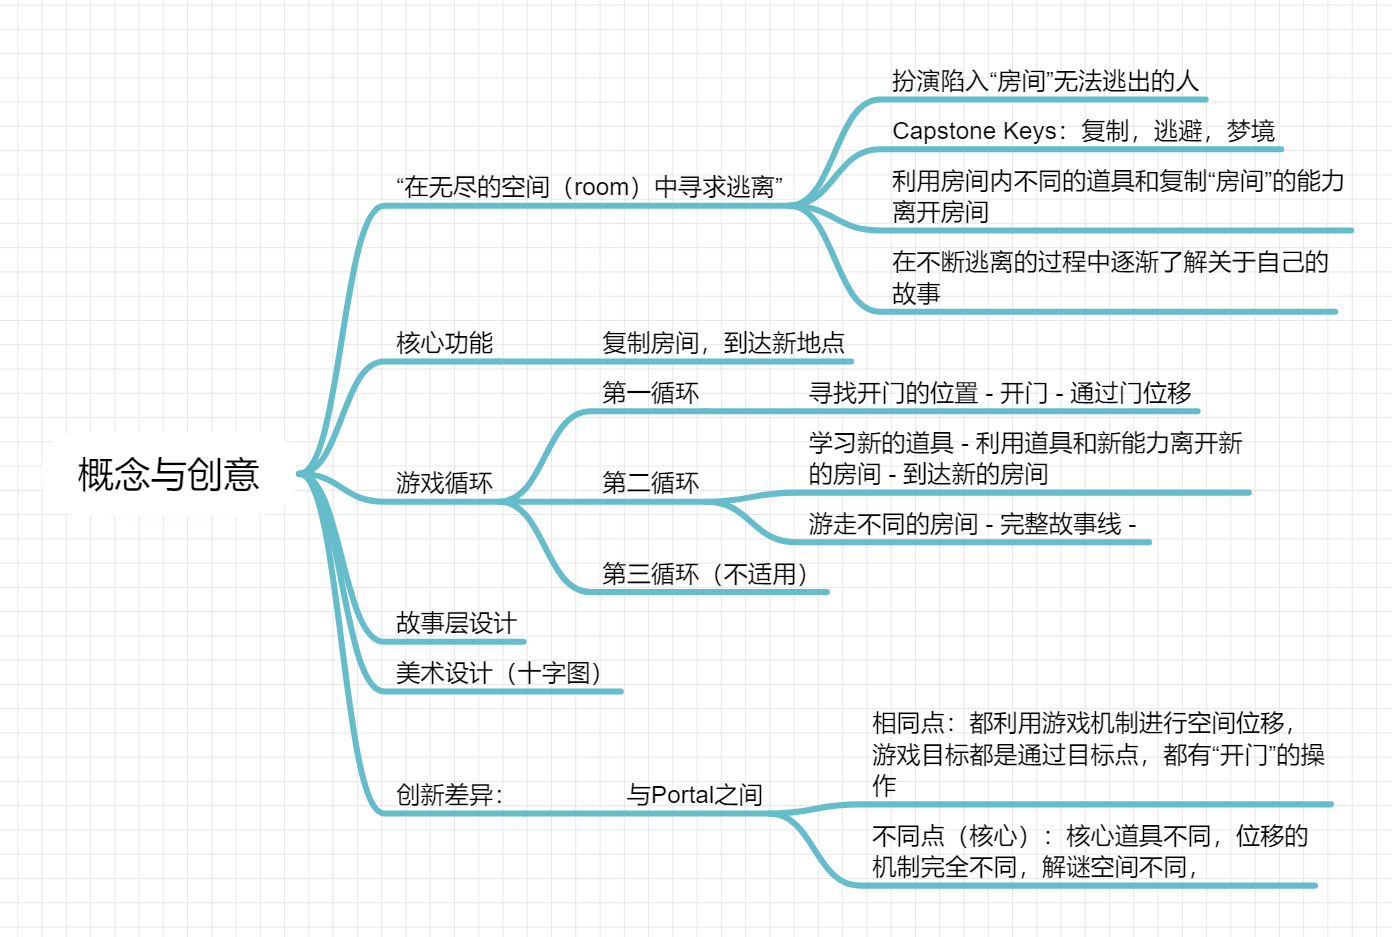 概念与创意
“在无尽的空间（room）中寻求逃离”
扮演陷入“房间”无法逃出的人
Capstone Keys：复制，逃避，梦境
利用房间内不同的道具和复制“房间”的能力
离开房间
在不断逃离的过程中逐渐了解关于自己的
故事
核心功能
复制房间，到达新地点
游戏循环
第一循环
寻找开门的位置 - 开门 - 通过门位移
第二循环
学习新的道具 - 利用道具和新能力离开新
的房间 - 到达新的房间
游走不同的房间 - 完整故事线 -
第三循环（不适用）
故事层设计
美术设计（十字图）
创新差异：
与Portal之间
相同点：都利用游戏机制进行空间位移，
游戏目标都是通过目标点，都有“开门”的操
作
不同点（核心）：核心道具不同，位移的
机制完全不同，解谜空间不同，